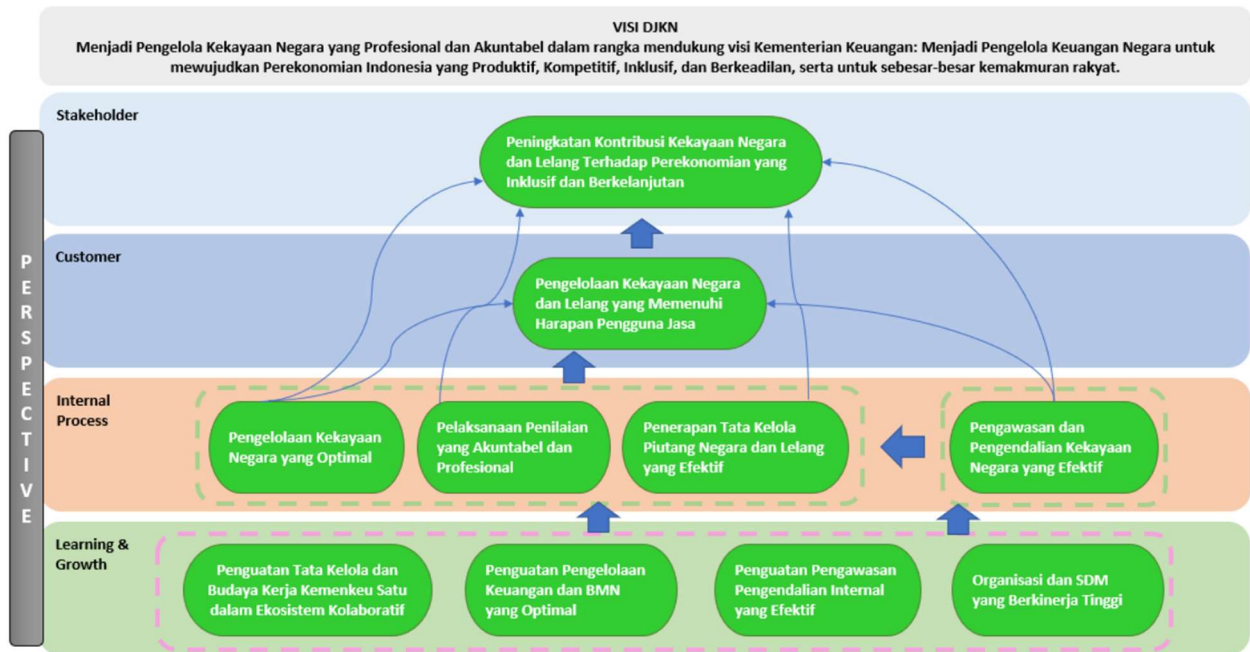 VISI DJKN
Menjadi Pengelola Kekayaan Negara yang Profesional dan Akuntabel dalam rangka mendukung visi Kementerian Keuangan: Menjadi Pengelola Keuangan Negara untuk
mewujudkan Perekonomian Indonesia yang Produktif, Kompetitif, Inklusif, dan Berkeadilan, serta untuk sebesar-besar kemakmuran rakyat.
PERSPECTIVE
Stakeholder
Peningkatan Kontribusi Kekayaan Negara
dan Lelang Terhadap Perekonomian yang
Inklusif dan Berkelanjutan
Customer
Pengelolaan Kekayaan Negara
dan Lelang yang Memenuhi
Harapan Pengguna Jasa
Internal
Process
Pengelolaan Kekayaan
Negara yang Optimal
Pelaksanaan Penilaian
yang Akuntabel dan
Profesional
Penerapan Tata Kelola
Piutang Negara dan Lelang
yang Efektif
Pengawasan dan
Pengendalian Kekayaan
Negara yang Efektif
Learning &
Growth
Penguatan Tata Kelola dan
Budaya Kerja Kemenkeu Satu
dalam Ekosistem Kolaboratif
Penguatan Pengelolaan
Keuangan dan BMN
yang Optimal
Penguatan Pengawasan
Pengendalian Internal
yang Efektif
Organisasi dan SDM
yang Berkinerja Tinggi